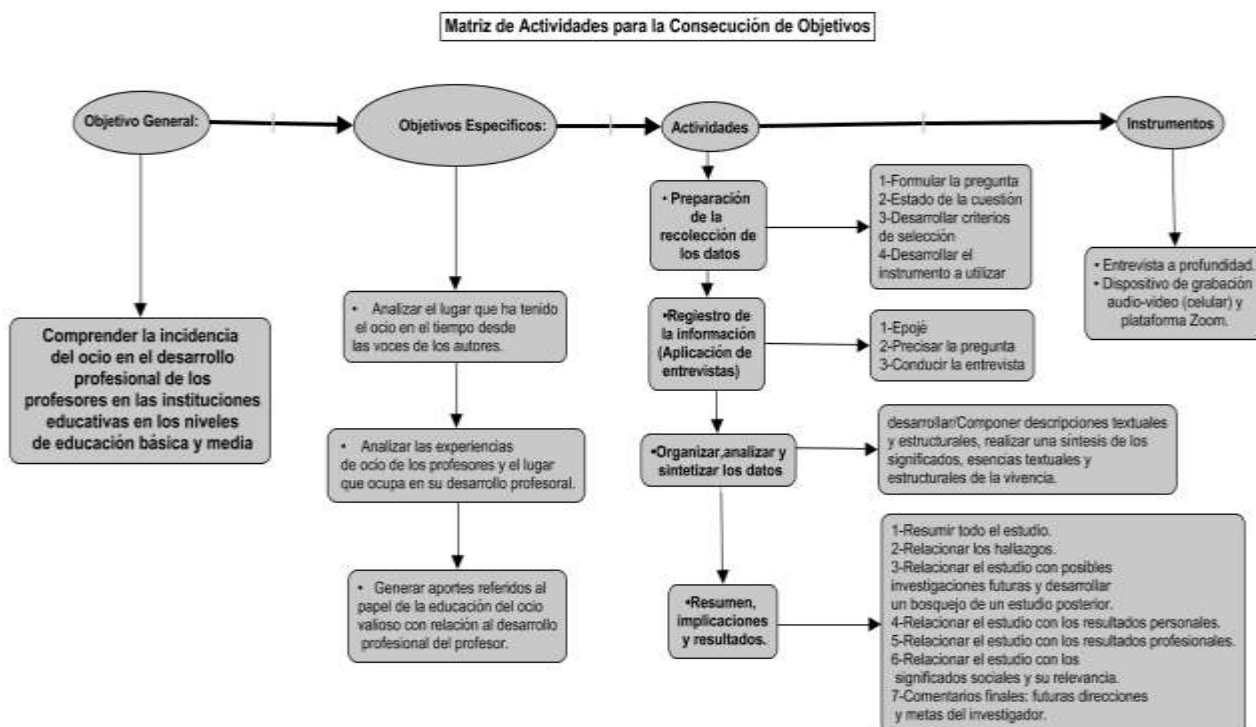 Matriz de Actividades para la Consecución de Objetivos
Objetivo General:
Objetivos Específicos:
Actividades
Instrumentos
Comprender la incidencia
del ocio en el desarrollo
profesional de los
profesores en las instituciones
educativas en los niveles
de educación básica y media
• Analizar el lugar que ha tenido
el ocio en el tiempo desde
las voces de los autores.
• Analizar las experiencias
de ocio de los profesores y el lugar
que ocupa en su desarrollo profesoral.
• Generar aportes referidos al
papel de la educación del ocio
valioso con relación al desarrollo
profesional del profesor.
• Preparación
de la
recolección de
los datos
1-Formular la pregunta
2-Estado de la cuestión
3-Desarrollar criterios
de selección
4-Desarrollar el
instrumento a utilizar
•Registro de
la información
(Aplicación de
entrevistas)
1-Epojé
2-Precisar la pregunta
3-Conducir la entrevista
•Organizar,analizar y
sintetizar los datos
desarrollar/Componer descripciones textuales
y estructurales, realizar una síntesis de los
significados, esencias textuales y
estructurales de la vivencia.
•Resumen,
implicaciones
y resultados.
1-Resumir todo el estudio.
2-Relacionar los hallazgos.
3-Relacionar el estudio con posibles
investigaciones futuras y desarrollar
un bosquejo de un estudio posterior.
4-Relacionar el estudio con los resultados personales.
5-Relacionar el estudio con los resultados profesionales.
6-Relacionar el estudio con los
significados sociales y su relevancia.
7-Comentarios finales: futuras direcciones
y metas del investigador.
• Entrevista a profundidad.
• Dispositivo de grabación
audio-video (celular) y
plataforma Zoom.